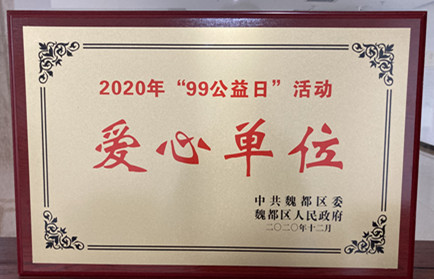 2020年“99公益日”活动
爱心单位
中共魏都区委
魏都区人民政府
二〇二〇年十二月